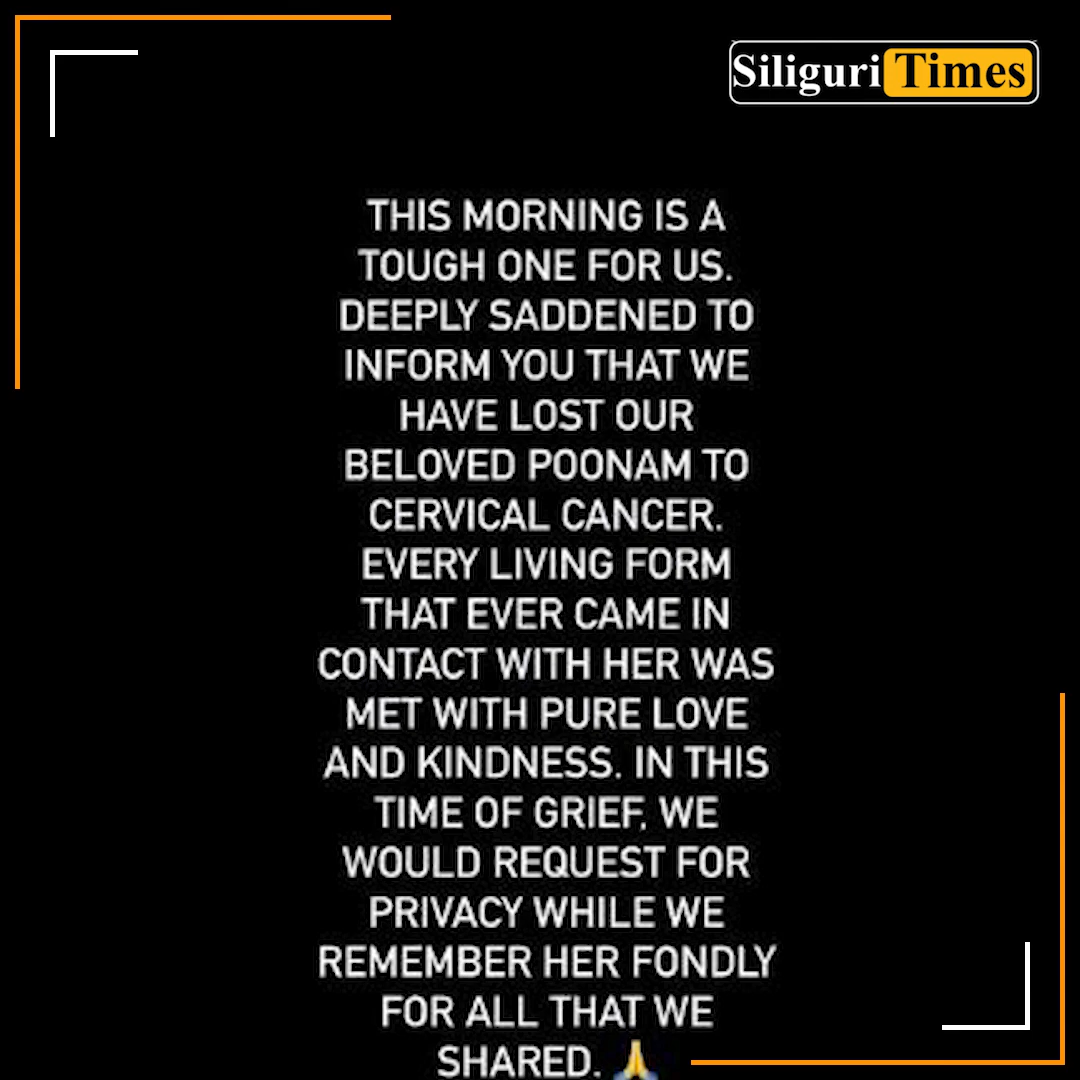 Siliguri Times
THIS MORNING IS A
TOUGH ONE FOR US.
DEEPLY SADDENED TO
INFORM YOU THAT WE
HAVE LOST OUR
BELOVED POONAM TO
CERVICAL CANCER.
EVERY LIVING FORM
THAT EVER CAME IN
CONTACT WITH HER WAS
MET WITH PURE LOVE
AND KINDNESS. IN THIS
TIME OF GRIEF, WE
WOULD REQUEST FOR
PRIVACY WHILE WE
REMEMBER HER FONDLY
FOR ALL THAT WE
SHARED. 🙏